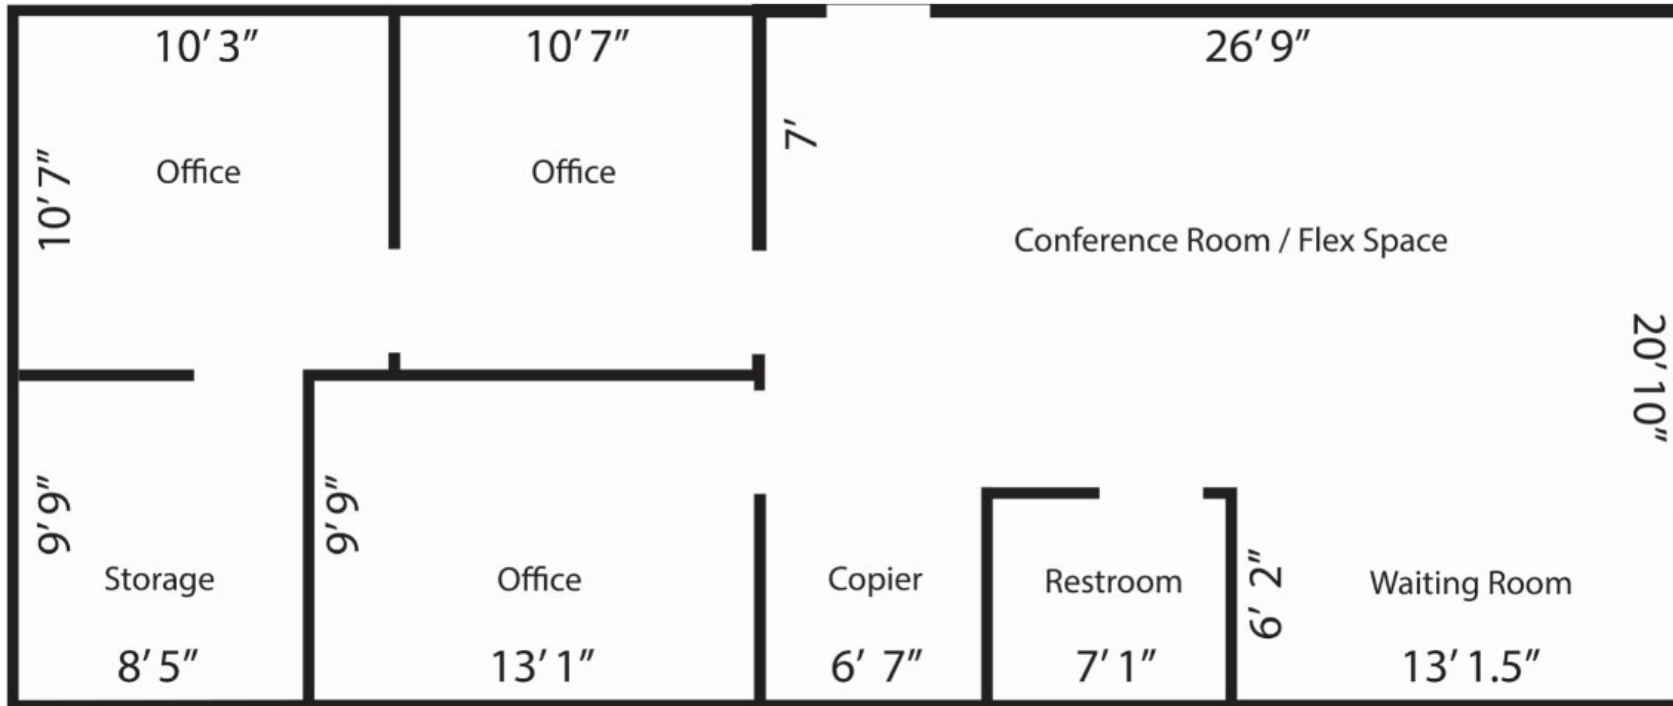 10’ 3”
10’ 7”
26’ 9”
7’
10’ 7”
Office
Office
Conference Room / Flex Space
20’ 10”
9’ 9”
9’ 9”
6’ 2”
Storage
Office
Copier
Restroom
Waiting Room
8’ 5”
13’ 1”
6’ 7”
7’ 1”
13’ 1.5”